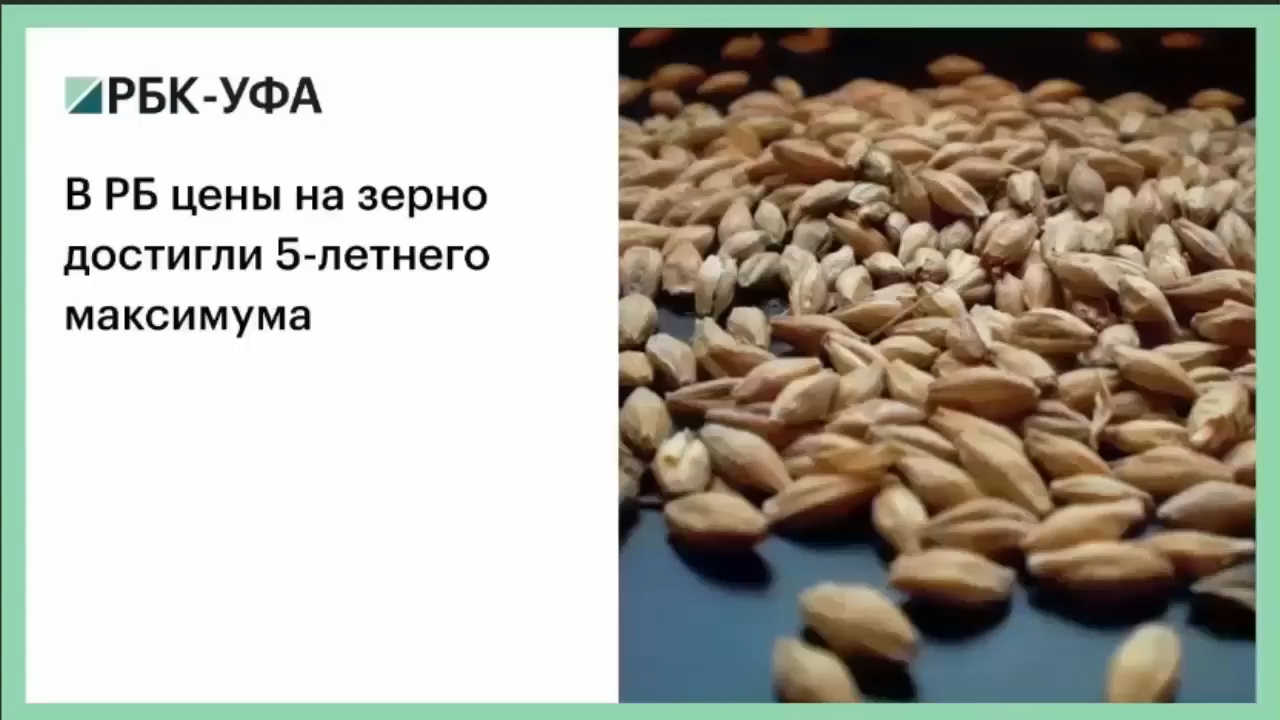 РБК-УФА
В РБ цены на зерно
достигли 5-летнего
максимума